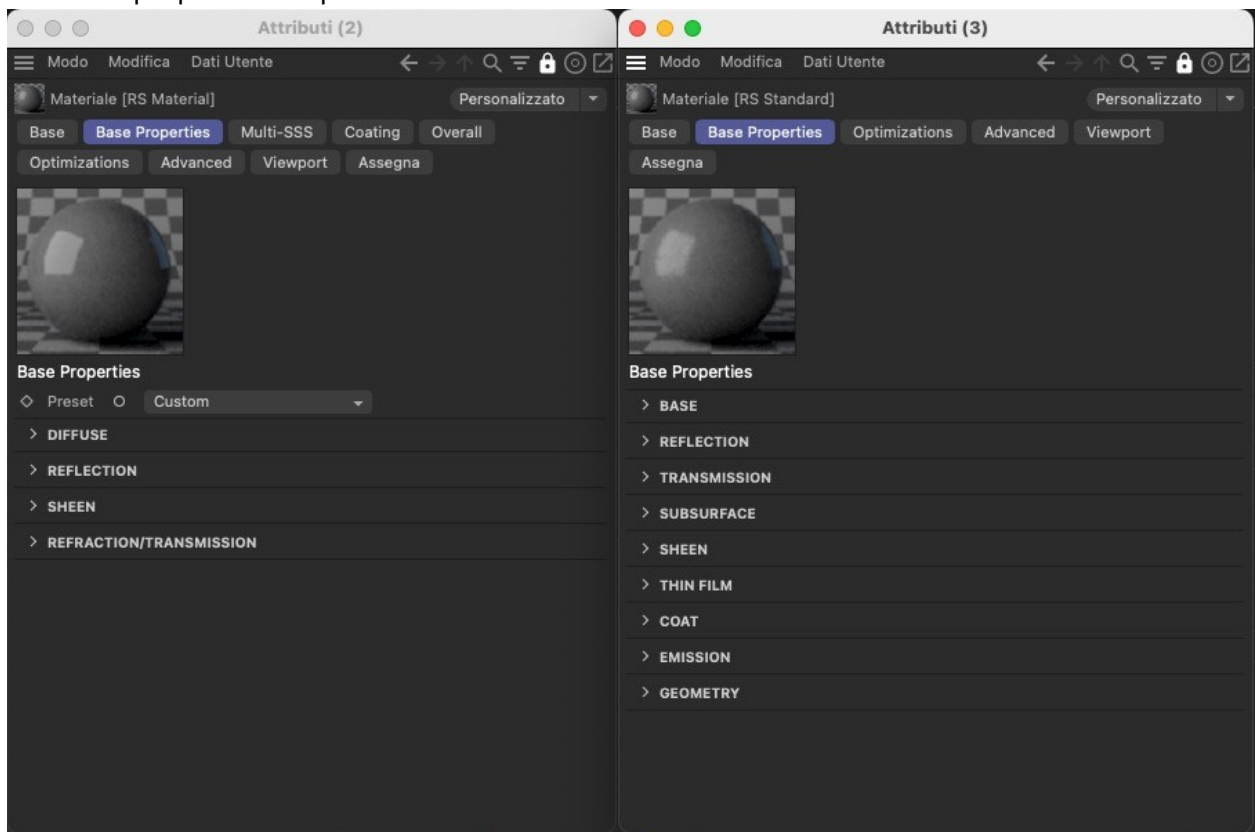 Attributi (2)
Modo Modifica Dati Utente
Materiale [RS Material]
Personalizzato
Base Base Properties Multi-SSS Coating Overall
Optimizations Advanced Viewport Assegna
Base Properties
Preset Custom
DIFFUSE
REFLECTION
SHEEN
REFRACTION/TRANSMISSION
Attributi (3)
Modo Modifica Dati Utente
Materiale [RS Standard]
Personalizzato
Base Base Properties Optimizations Advanced Viewport
Assegna
Base Properties
BASE
REFLECTION
TRANSMISSION
SUBSURFACE
SHEEN
THIN FILM
COAT
EMISSION
GEOMETRY